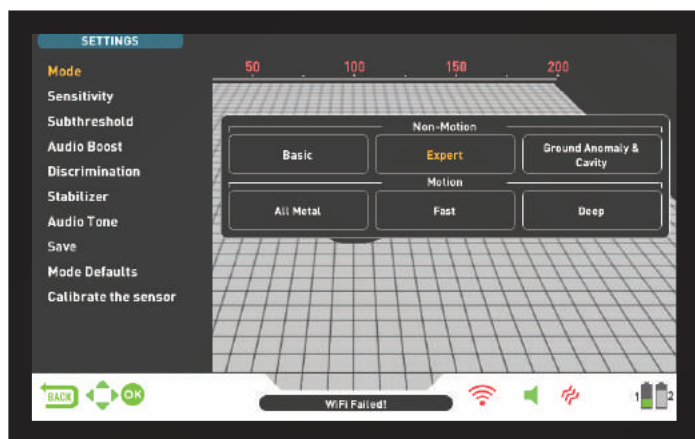 SETTINGS
Mode
Sensitivity
Subthreshold
Audio Boost
Discrimination
Stabilizer
Audio Tone
Save
Mode Defaults
Calibrate the sensor
50 100 150 200
Non-Motion
Basic
Expert
Ground Anomaly &
Cavity
Motion
All Metal
Fast
Deep
BACK
OK
WiFi Failed!
1
2